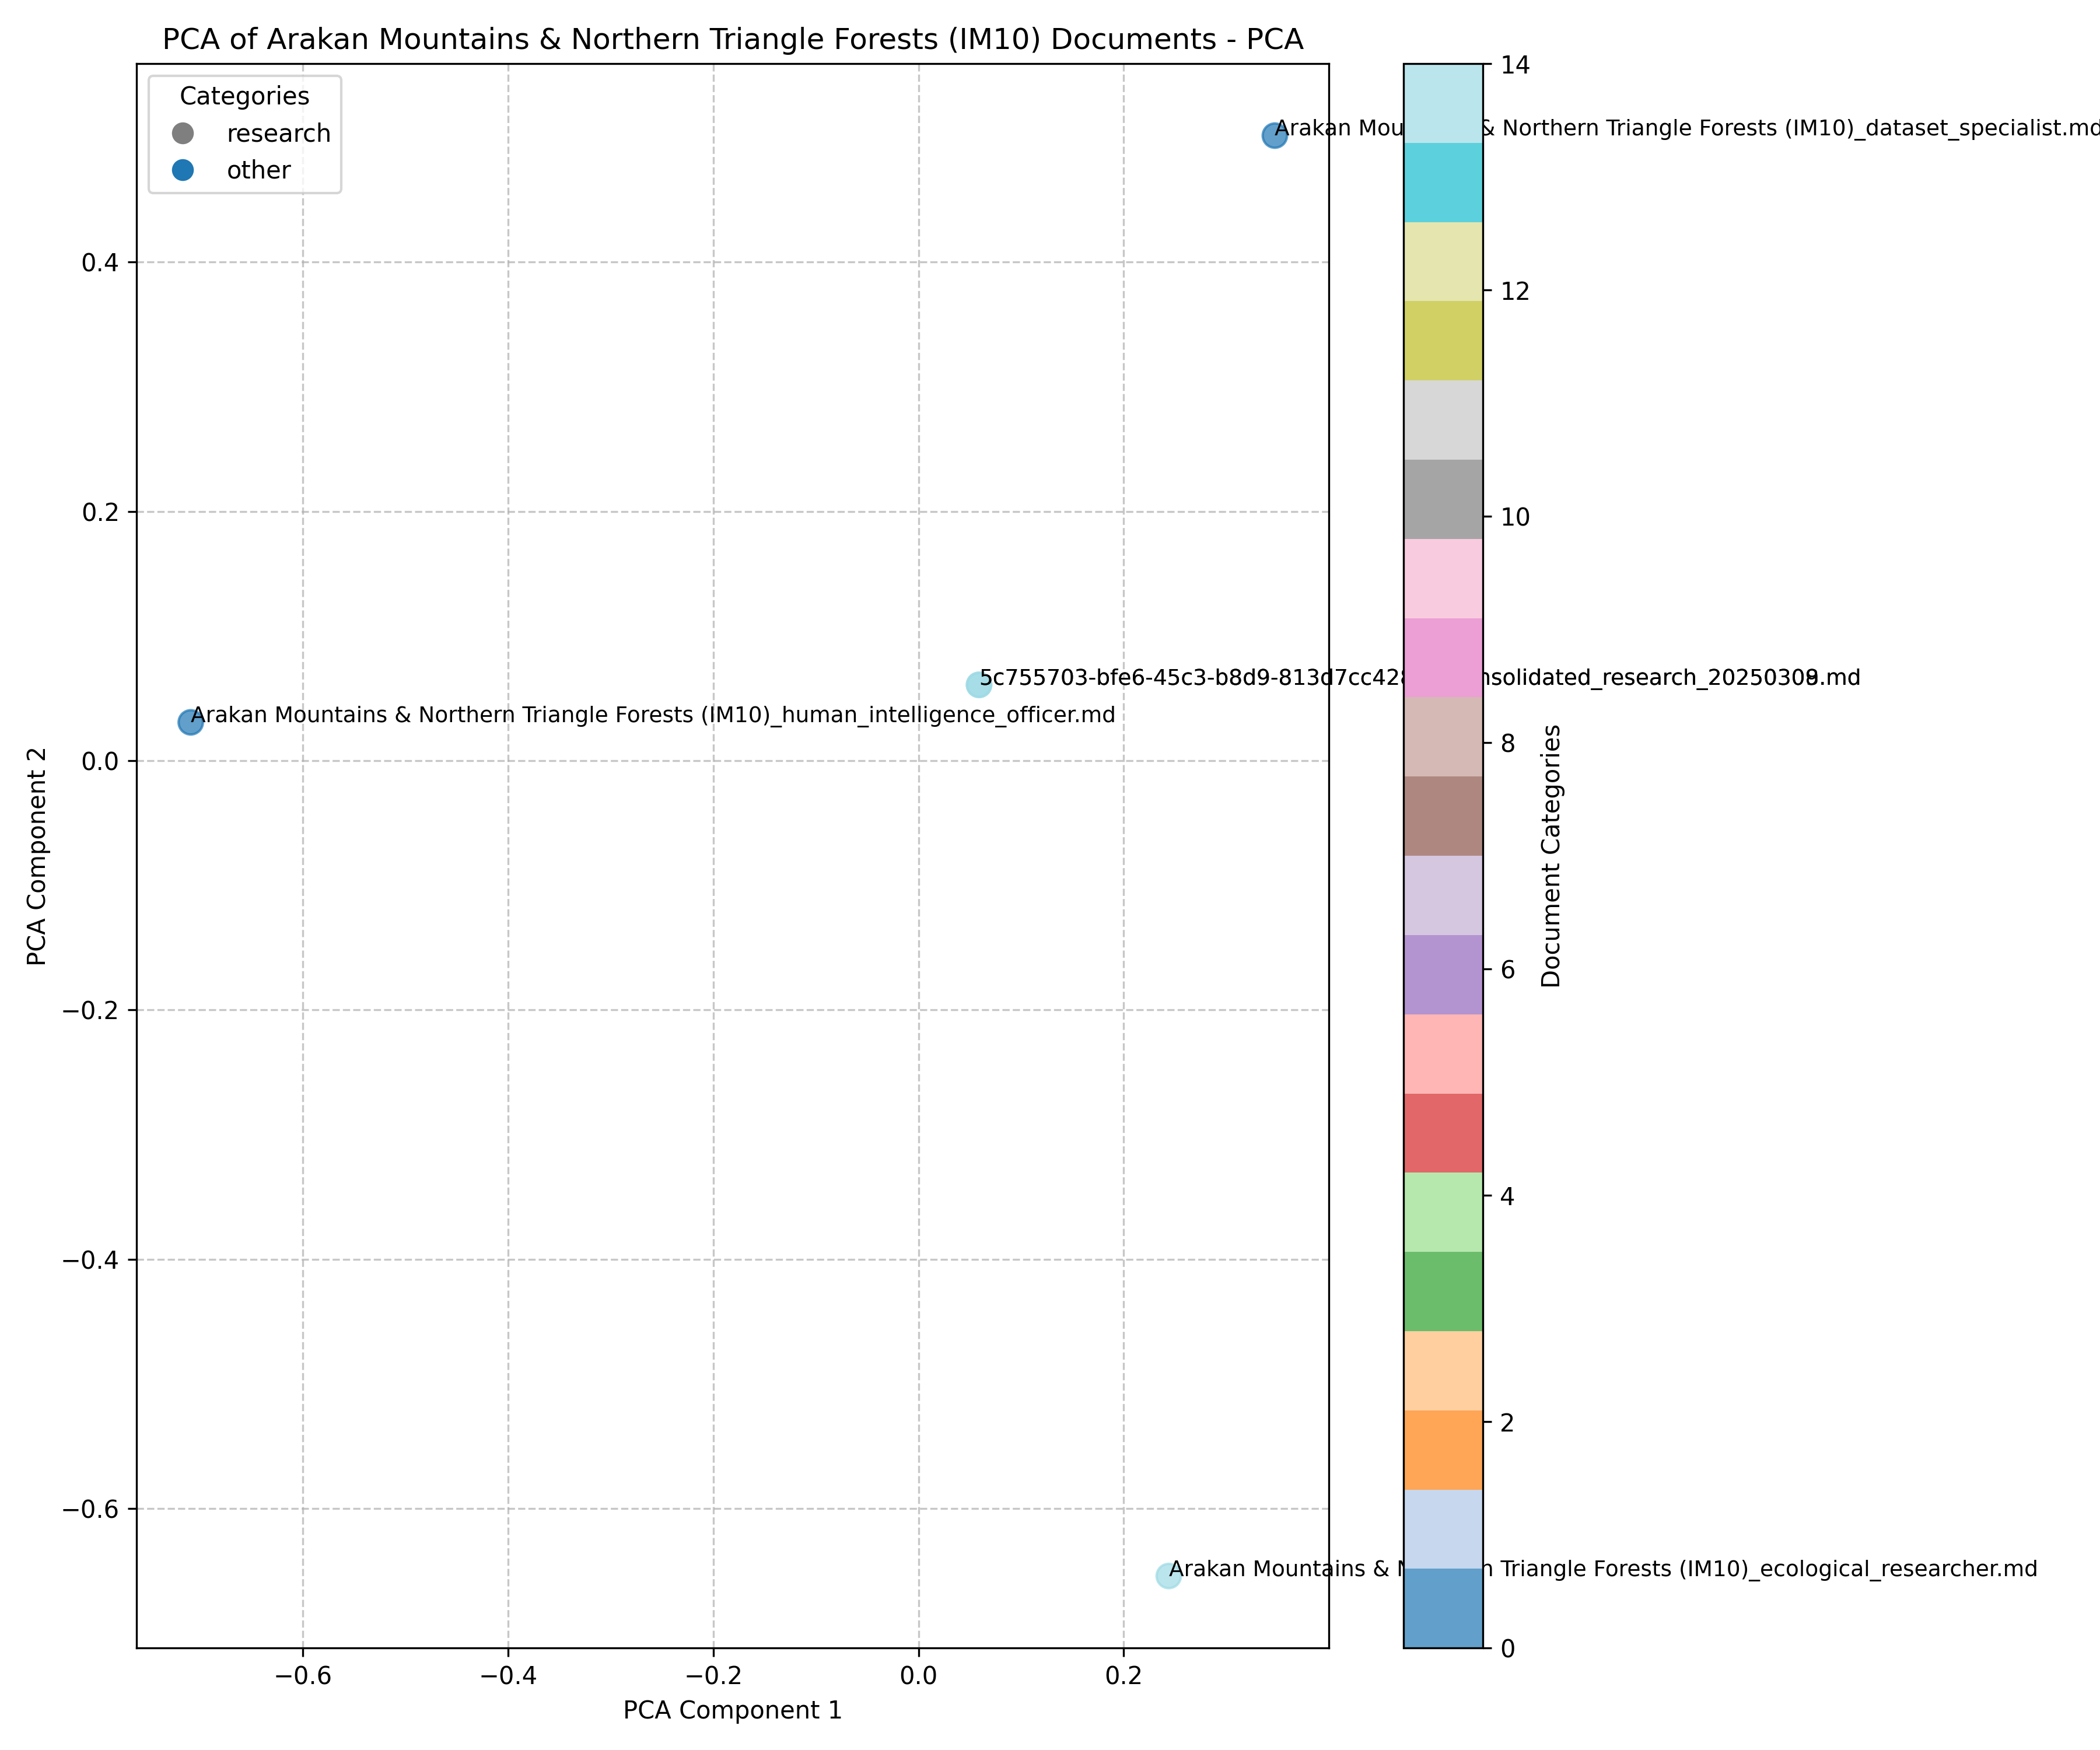 PCA of Arakan Mountains & Northern Triangle Forests (IM10) Documents - PCA
Categories
research
other
14
12
10
8
6
4
2
0
Document Categories
0.4
0.2
0.0
−0.2
−0.4
−0.6
PCA Component 2
Arakan & Northern Triangle Forests (IM10)_dataset_specialist.md
5c755703-bfe6-45c3-b8d9-813d7cc42
Arakan Mountains & Northern Triangle Forests (IM10)_human_intelligence_officer.md
Arakan Mountains & Triangle Forests (IM10)_ecological_researcher.md
−0.6
−0.4
−0.2
0.0
0.2
PCA Component 1